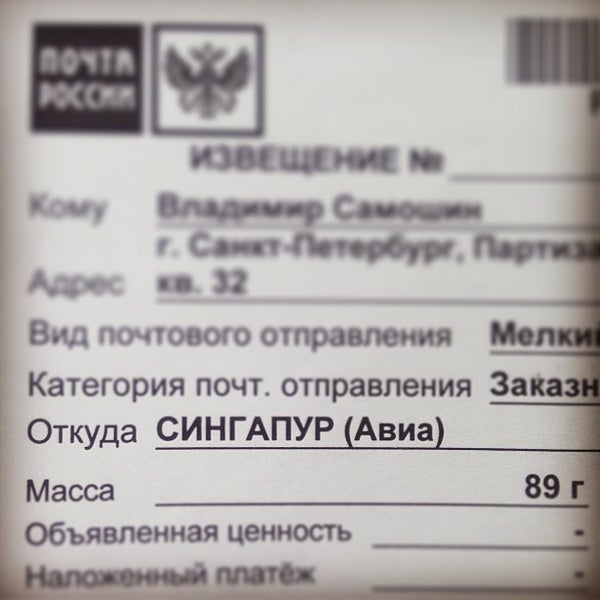 ПОЧТА
РОССИИ
ИЗВЕЩЕНИЕ №
Кому Владимир Самошин
г. Санкт-Петербург, Партиза
Адрес кв. 32
Вид почтового отправления Мелки
Категория почт. отправления Заказн
Откуда СИНГАПУР (Авиа)
Масса 89 г
Объявленная ценность -
Наложенный платёж -